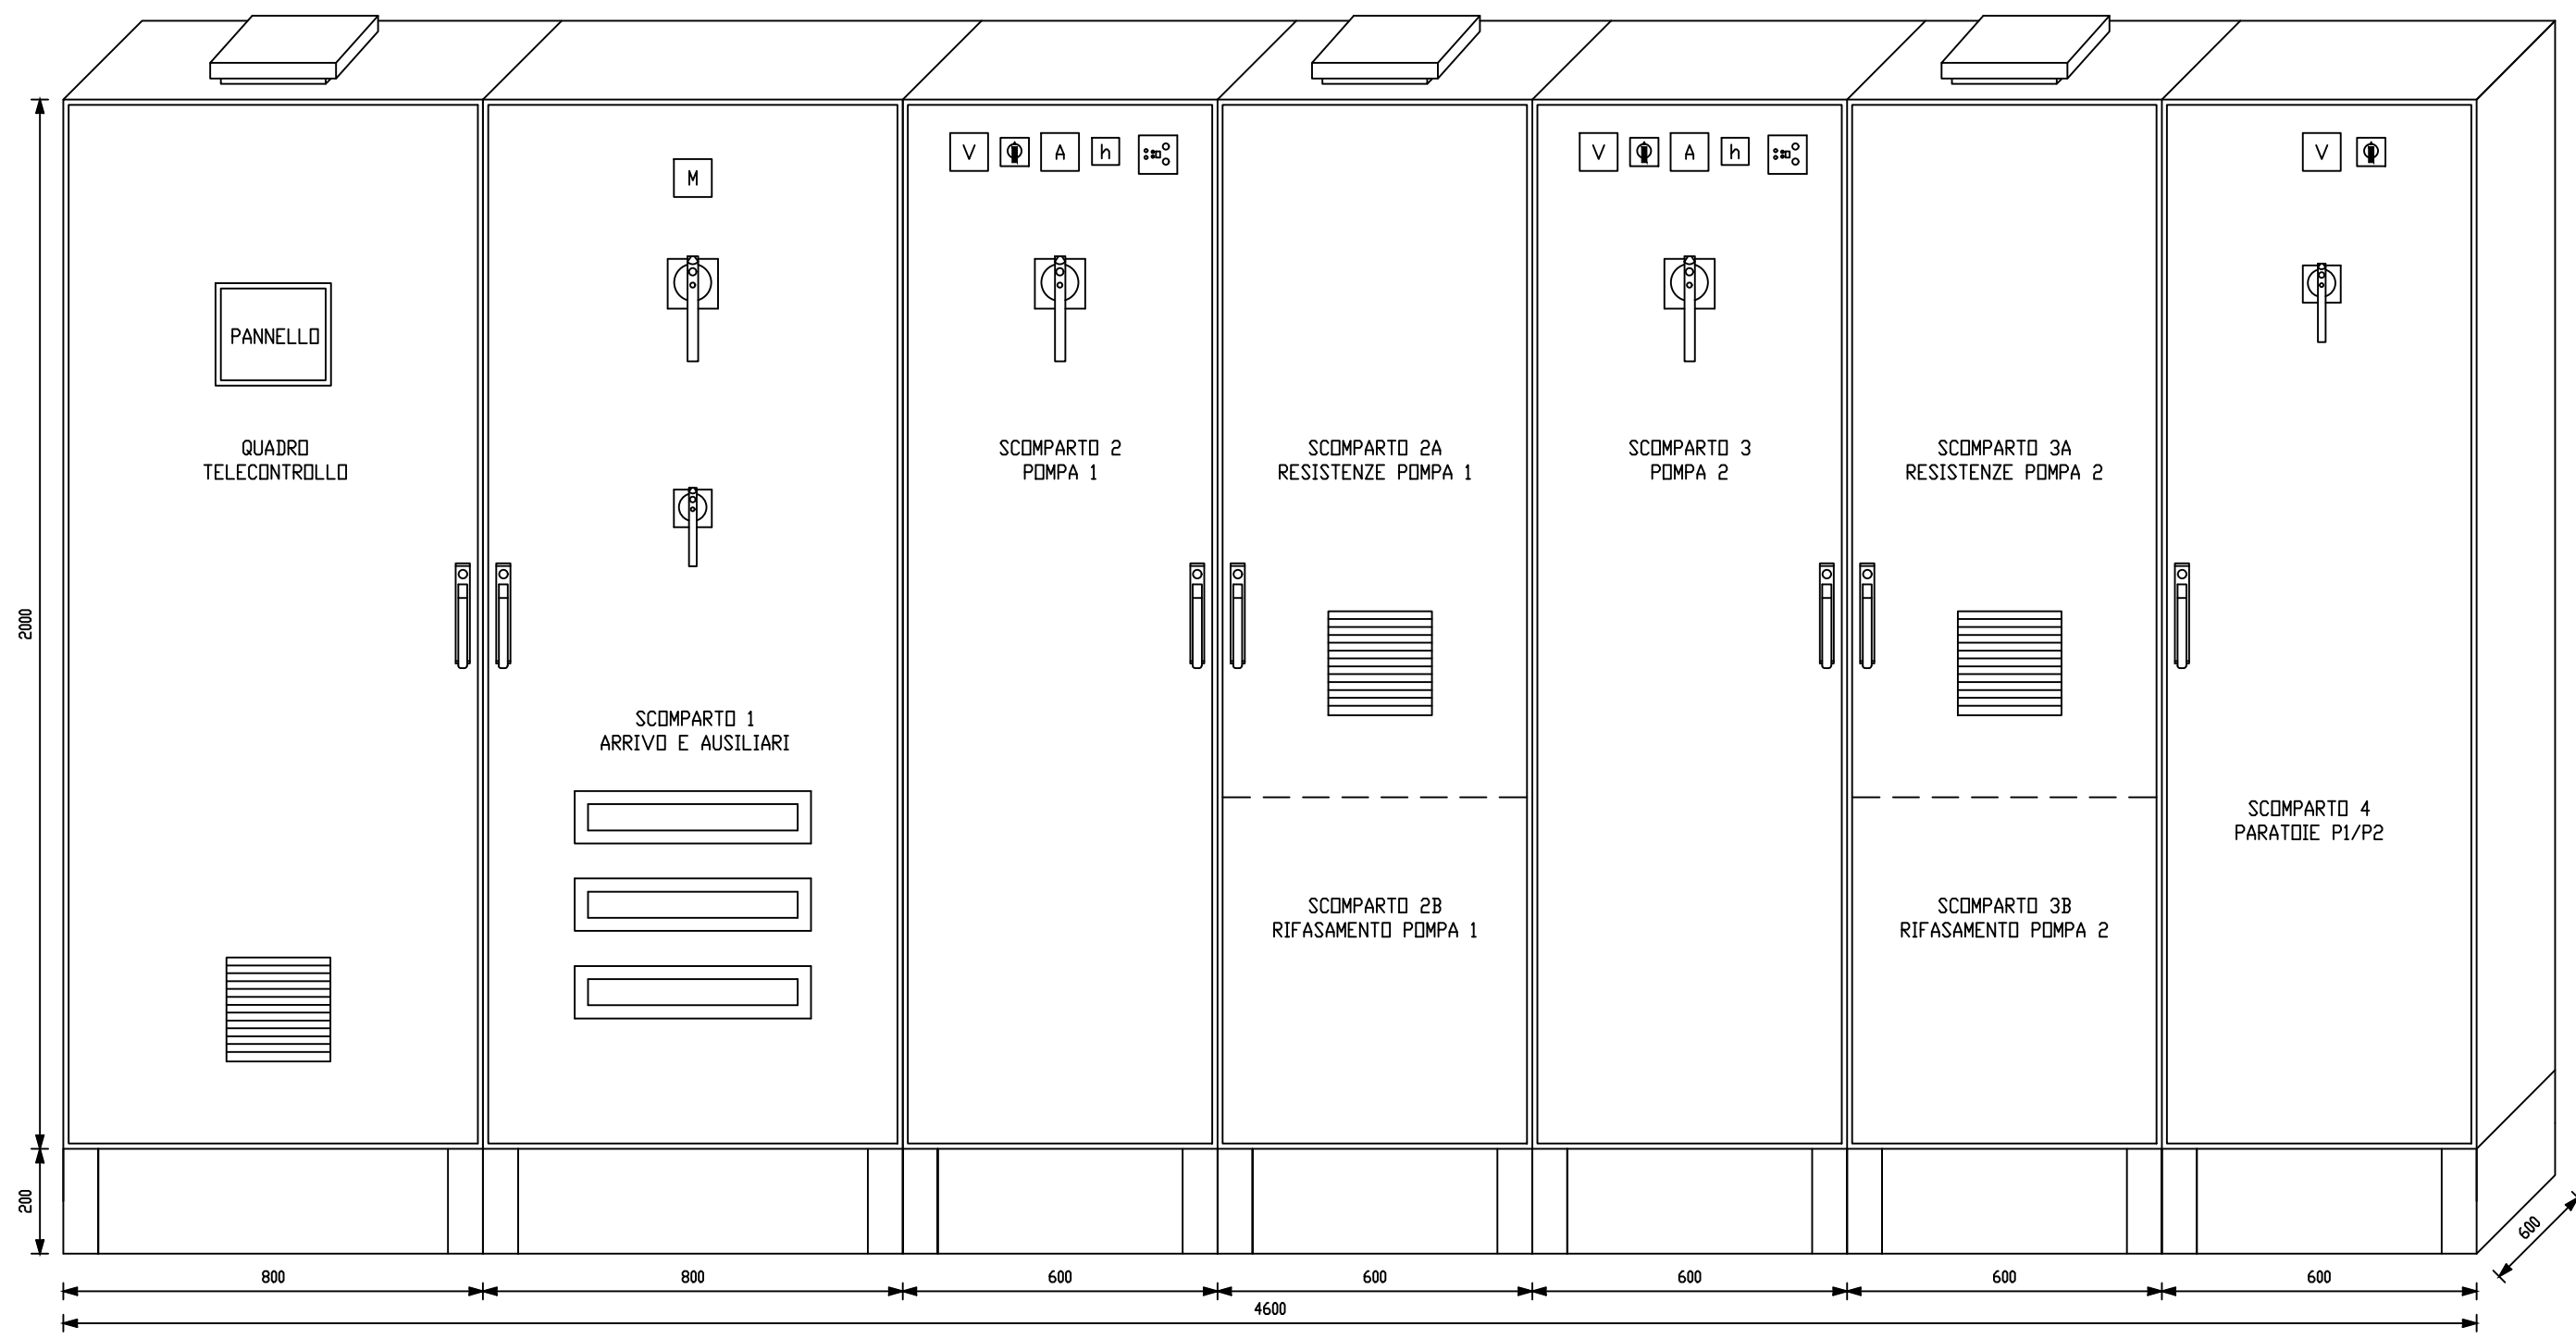 M
V
A
h
V
A
h
V
PANNELLO
QUADRO
TELECONTROLLO
SCOMPARTO 2
POMPA 1
SCOMPARTO 2A
RESISTENZE POMPA 1
SCOMPARTO 3
POMPA 2
SCOMPARTO 3A
RESISTENZE POMPA 2
SCOMPARTO 1
ARRIVO E AUSILIARI
SCOMPARTO 4
PARATOIE P1/P2
SCOMPARTO 2B
RIFASAMENTO POMPA 1
SCOMPARTO 3B
RIFASAMENTO POMPA 2
2000
200
800
800
600
600
600
600
600
600
4600